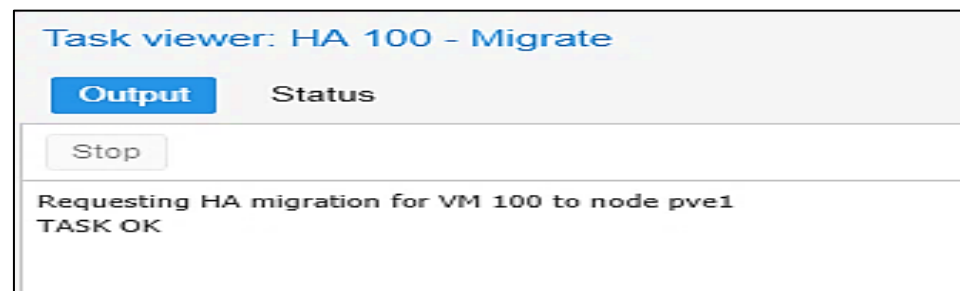 Task viewer: HA 100 - Migrate
Output Status
Stop
Requesting HA migration for VM 100 to node pve1
TASK OK